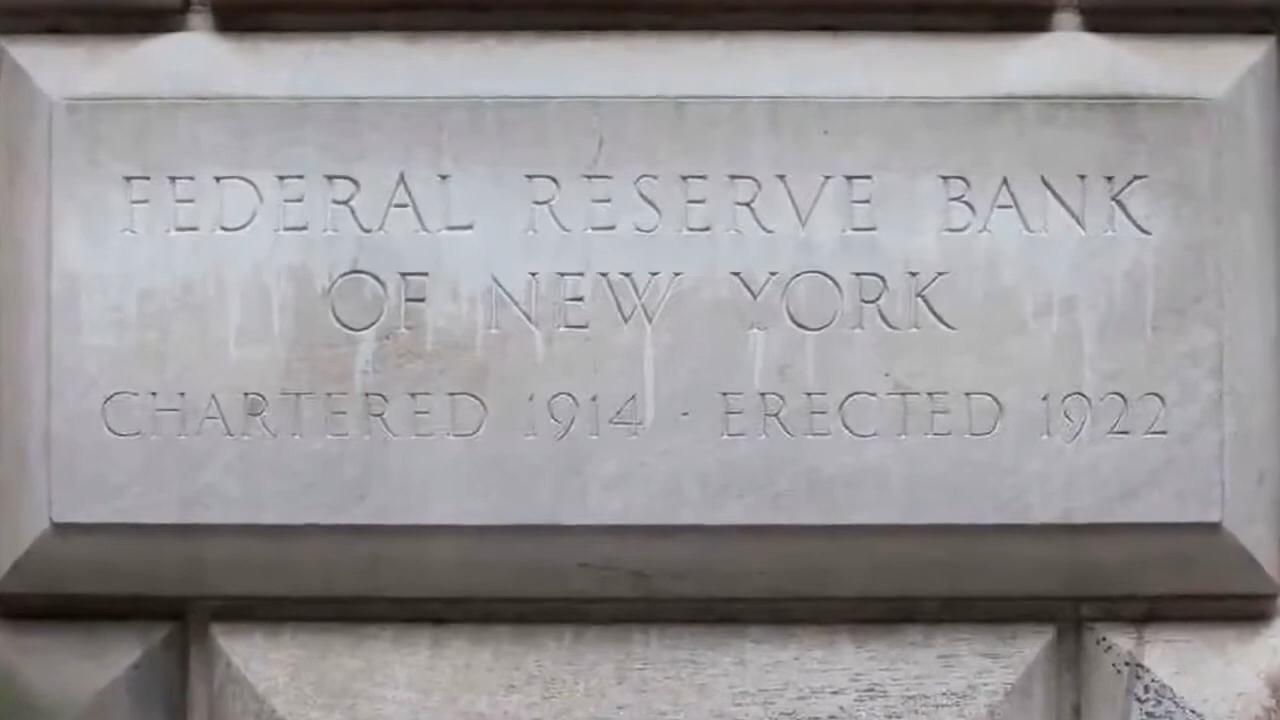 FEDERAL RESERVE BANK
OF NEW YORK
CHARTERED 1914 · ERECTED 1922